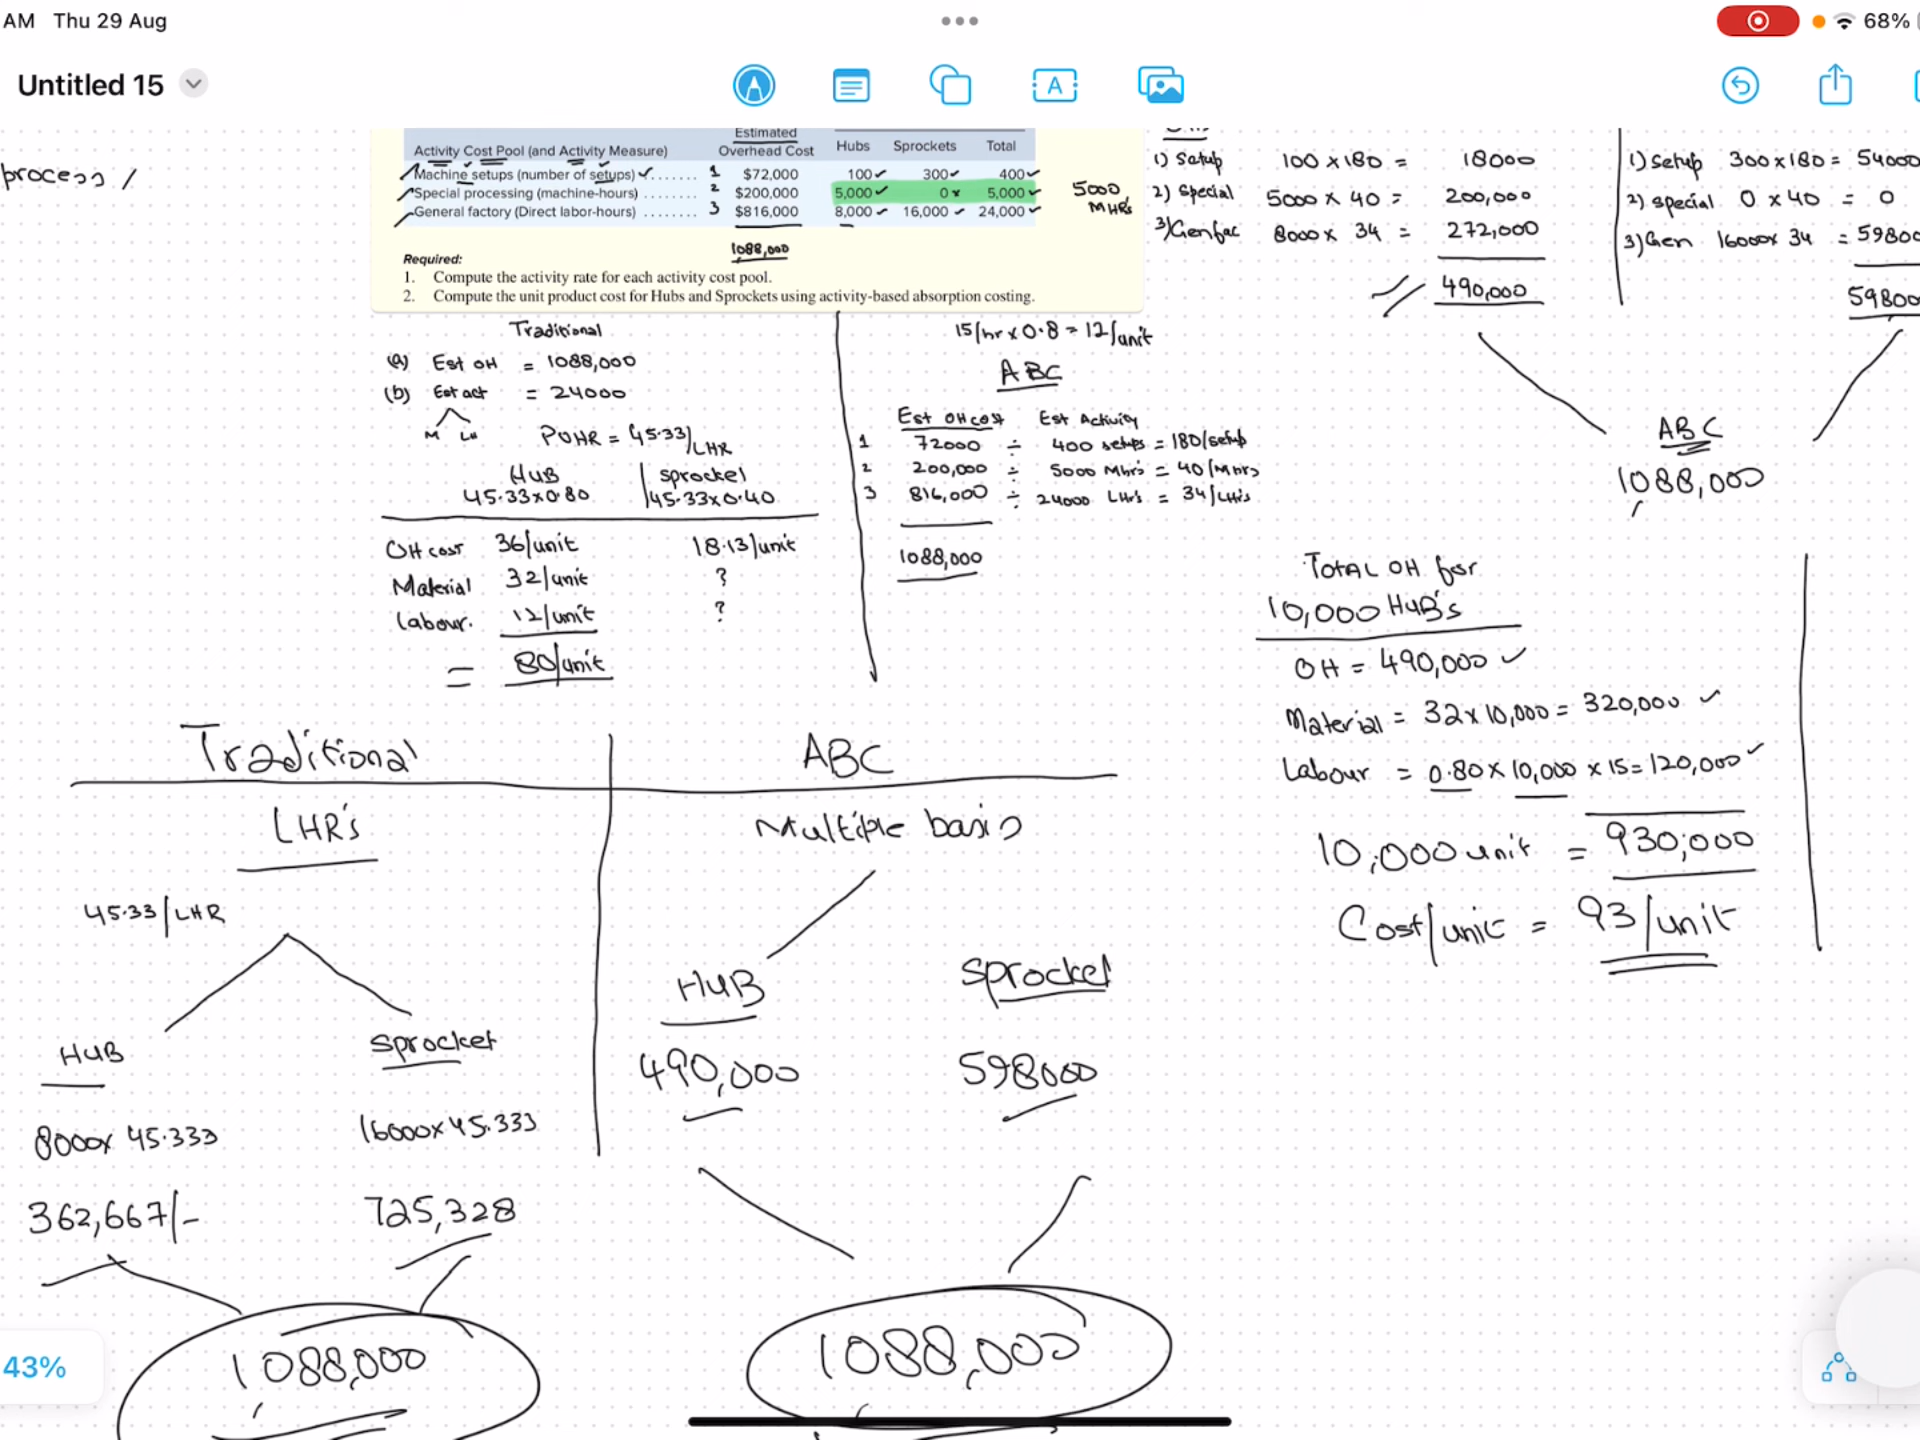 AM Thu 29 Aug
68%
Untitled 15
process /
Estimated
Activity Cost Pool (and Activity Measure) Overhead Cost Hubs Sprockets Total
Machine setups (number of setups) ....... 1 $72,000 100 300 400
Special processing (machine-hours) ...... 2 $200,000 5,000 0 5,000
General factory (Direct labor-hours) ........ 3 $816,000 8,000 16,000 24,000
5000
MHR's
1088,000
Required:
1. Compute the activity rate for each activity cost pool.
2. Compute the unit product cost for Hubs and Sprockets using activity-based absorption costing.
1) Setup 100 x 180 = 18000
2) Special 5000 x 40 = 200,000
3) Gen fac 8000 x 34 = 272,000
490,000
1) Setup 300 x 180 = 54000
2) special 0 x 40 = 0
3) Gen 16000x 34 = 59800
59800
ABC
1088,000
Traditional
(a) Est OH = 1088,000
(b) Est act = 24000
M LH
POHR = 45.33/LHR
HUB sprocket
45.33x0.80 45.33x0.40
OH cost 36/unit 18.13/unit
Material 32/unit ?
Labour. 12/unit ?
= 80/unit
15/hr x 0.8 = 12/unit
ABC
Est OH cost Est Activity
1 72000 ÷ 400 setups = 180/setup
2 200,000 ÷ 5000 Mhr's = 40/Mhrs
3 816,000 ÷ 24000 LHr's = 34/LHrs
1088,000
Total OH for
10,000 HUB's
OH = 490,000
Material = 32x10,000 = 320,000
Labour = 0.80 x 10,000 x 15 = 120,000
10,000 unit = 930,000
Cost/unit = 93/unit
Traditional ABC
LHR's
45.33/LHR
HUB sprocket
8000x 45.333 16000x45.333
362,667/- 725,328
1,088,000
Multiple basis
HUB Sprocket
490,000 598000
1088,000
43%